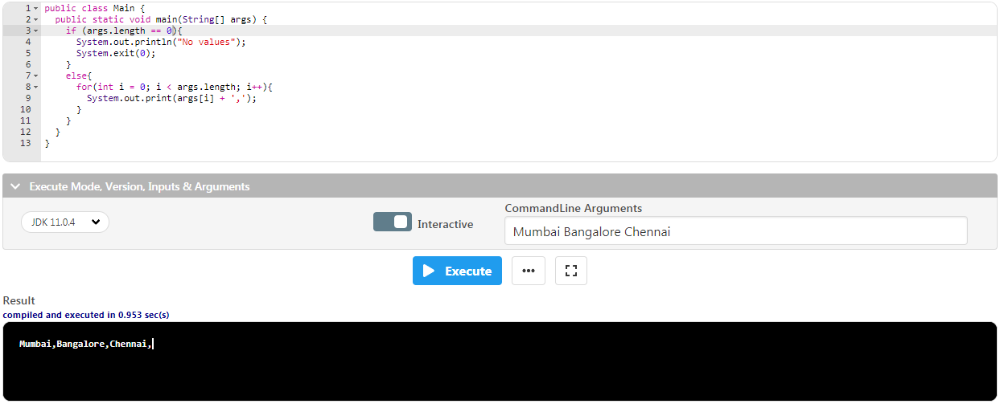 1 public class Main {
2 public static void main(String[] args) {
3 if (args.length == 0){
4 System.out.println("No values");
5 System.exit(0);
6 }
7 else{
8 for(int i = 0; i < args.length; i++){
9 System.out.print(args[i] + ',');
10 }
11 }
12 }
13 }
Execute Mode, Version, Inputs & Arguments
CommandLine Arguments
JDK 11.0.4 Interactive Mumbai Bangalore Chennai
Execute •••
Result
compiled and executed in 0.953 sec(s)
Mumbai,Bangalore,Chennai,